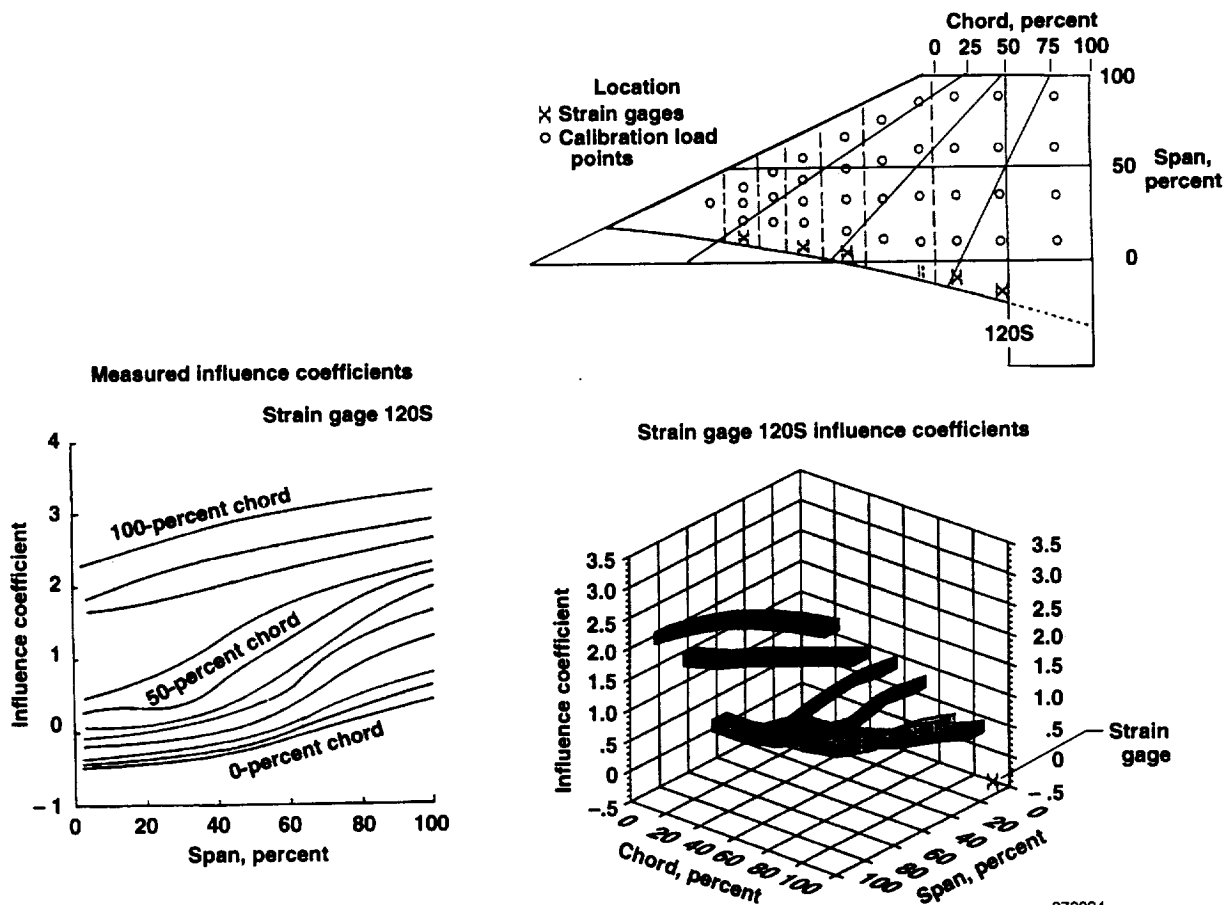 Chord, percent
0 25 50 75 100
Location
Strain gages
Calibration load
points
100
50
Span,
percent
0
120S
Measured influence coefficients
Strain gage 120S
4
3
2
1
0
−1
Influence coefficient
100-percent chord
50-percent chord
0-percent chord
0 20 40 60 80 100
Span, percent
Strain gage 120S influence coefficients
3.5
3.0
2.5
2.0
1.5
1.0
.5
0
−.5
Influence coefficient
3.5
3.0
2.5
2.0
1.5
1.0
.5
0
−.5
Strain
gage
0 20 40 60 80 100
Chord, percent
100 80 60 40 20 0
Span, percent